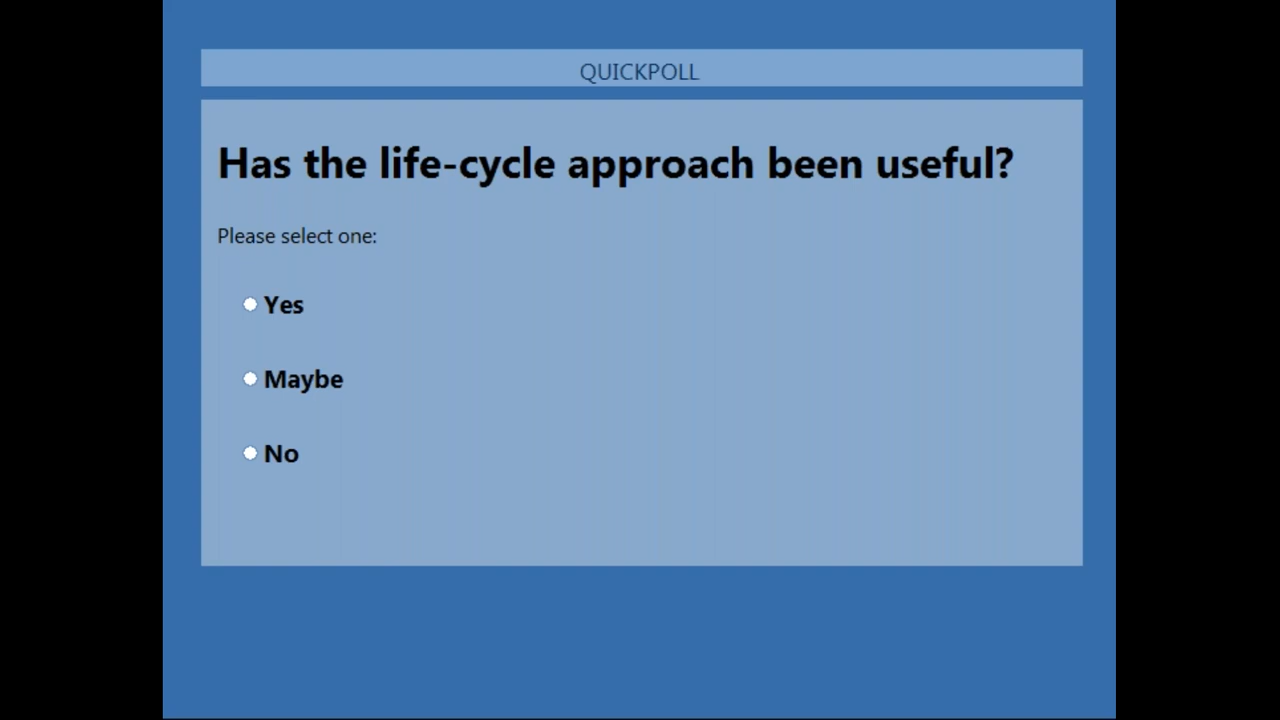 QUICKPOLL
Has the life-cycle approach been useful?
Please select one:
Yes
Maybe
No